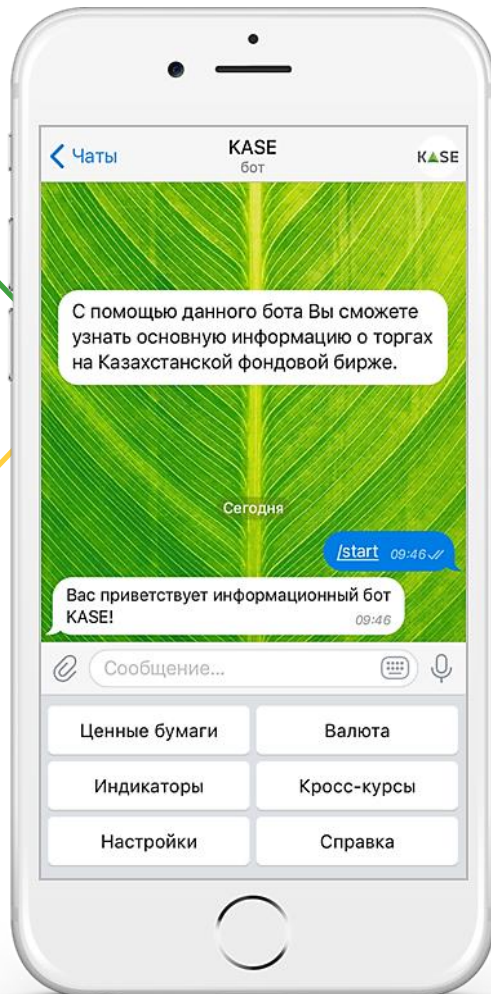 Чаты
KASE
бот
KASE
С помощью данного бота Вы сможете
узнать основную информацию о торгах
на Казахстанской фондовой бирже.
Сегодня
/start 09:46
Вас приветствует информационный бот
KASE!
09:46
Сообщение...
Ценные бумаги
Валюта
Индикаторы
Кросс-курсы
Настройки
Справка